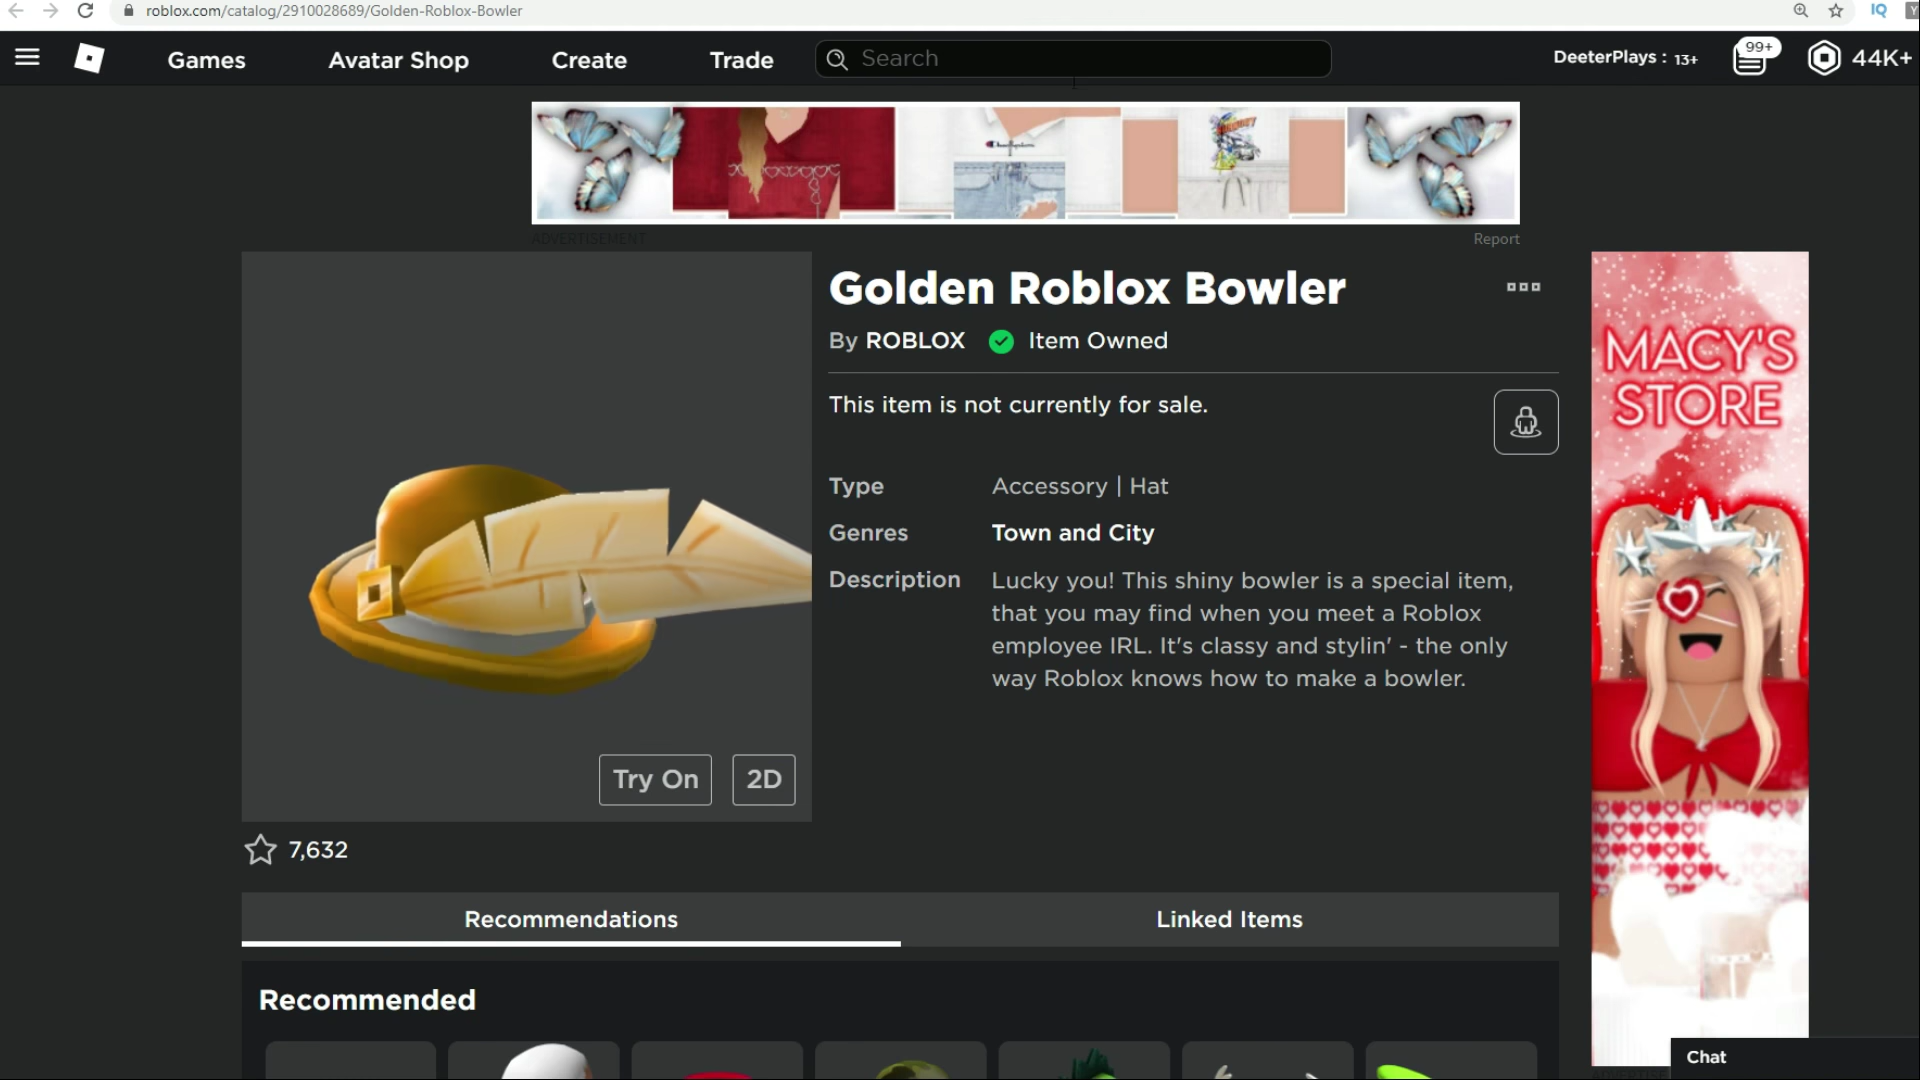 roblox.com/catalog/2910028689/Golden-Roblox-Bowler
IQ
Y
Games
Avatar Shop
Create
Trade
Search
DeeterPlays : 13+
99+
44K+
Champion
ADVERTISEMENT
Report
Golden Roblox Bowler
By ROBLOX
Item Owned
This item is not currently for sale.
Type
Accessory | Hat
Genres
Town and City
Description
Lucky you! This shiny bowler is a special item,
that you may find when you meet a Roblox
employee IRL. It's classy and stylin' - the only
way Roblox knows how to make a bowler.
Try On
2D
7,632
MACY'S
STORE
Recommendations
Linked Items
Recommended
Chat